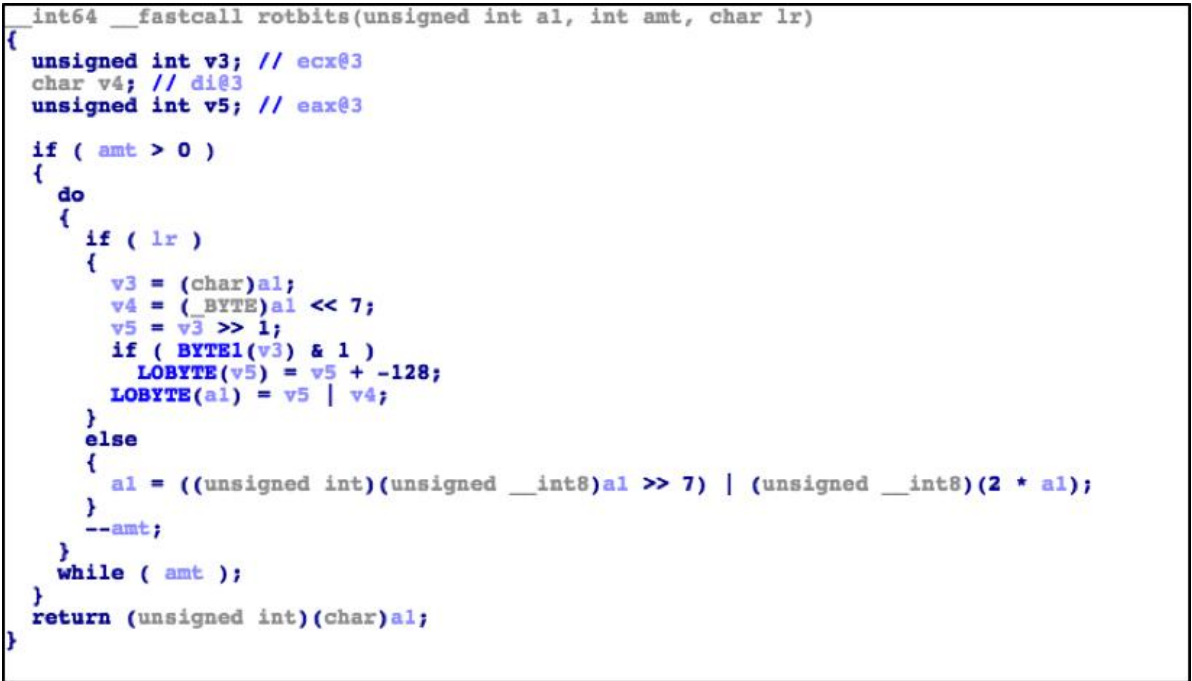 __int64 __fastcall rotbits(unsigned int a1, int amt, char lr)
{
  unsigned int v3; // ecx@3
  char v4; // di@3
  unsigned int v5; // eax@3

  if ( amt > 0 )
  {
    do
    {
      if ( lr )
      {
        v3 = (char)a1;
        v4 = (_BYTE)a1 << 7;
        v5 = v3 >> 1;
        if ( BYTE1(v3) & 1 )
          LOBYTE(v5) = v5 + -128;
        LOBYTE(a1) = v5 | v4;
      }
      else
      {
        a1 = ((unsigned int)(unsigned __int8)a1 >> 7) | (unsigned __int8)(2 * a1);
      }
      --amt;
    }
    while ( amt );
  }
  return (unsigned int)(char)a1;
}